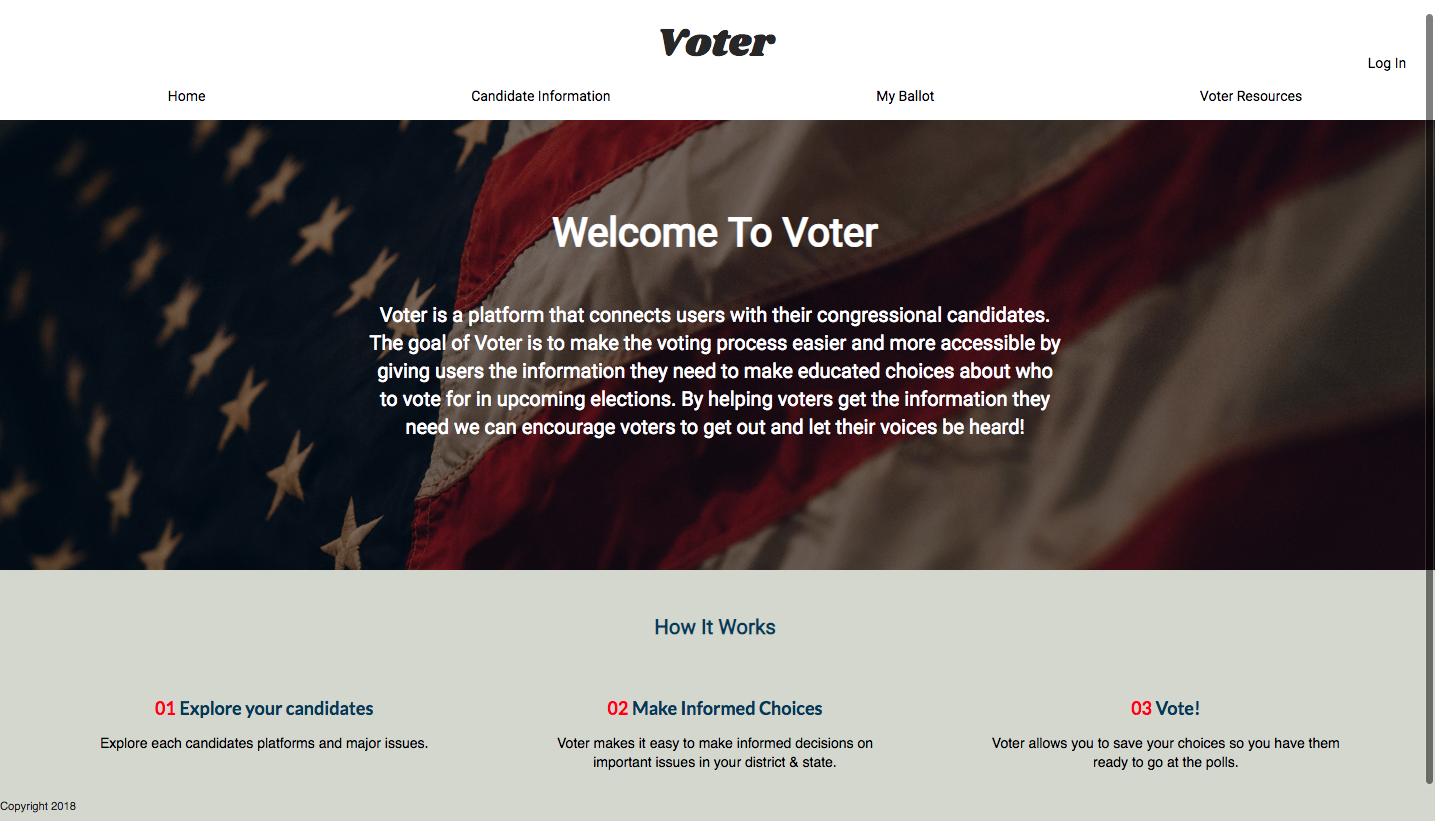 Voter
Log In
Home
Candidate Information
My Ballot
Voter Resources
Welcome To Voter
Voter is a platform that connects users with their congressional candidates.
The goal of Voter is to make the voting process easier and more accessible by
giving users the information they need to make educated choices about who
to vote for in upcoming elections. By helping voters get the information they
need we can encourage voters to get out and let their voices be heard!
How It Works
01 Explore your candidates
Explore each candidates platforms and major issues.
02 Make Informed Choices
Voter makes it easy to make informed decisions on
important issues in your district & state.
03 Vote!
Voter allows you to save your choices so you have them
ready to go at the polls.
Copyright 2018